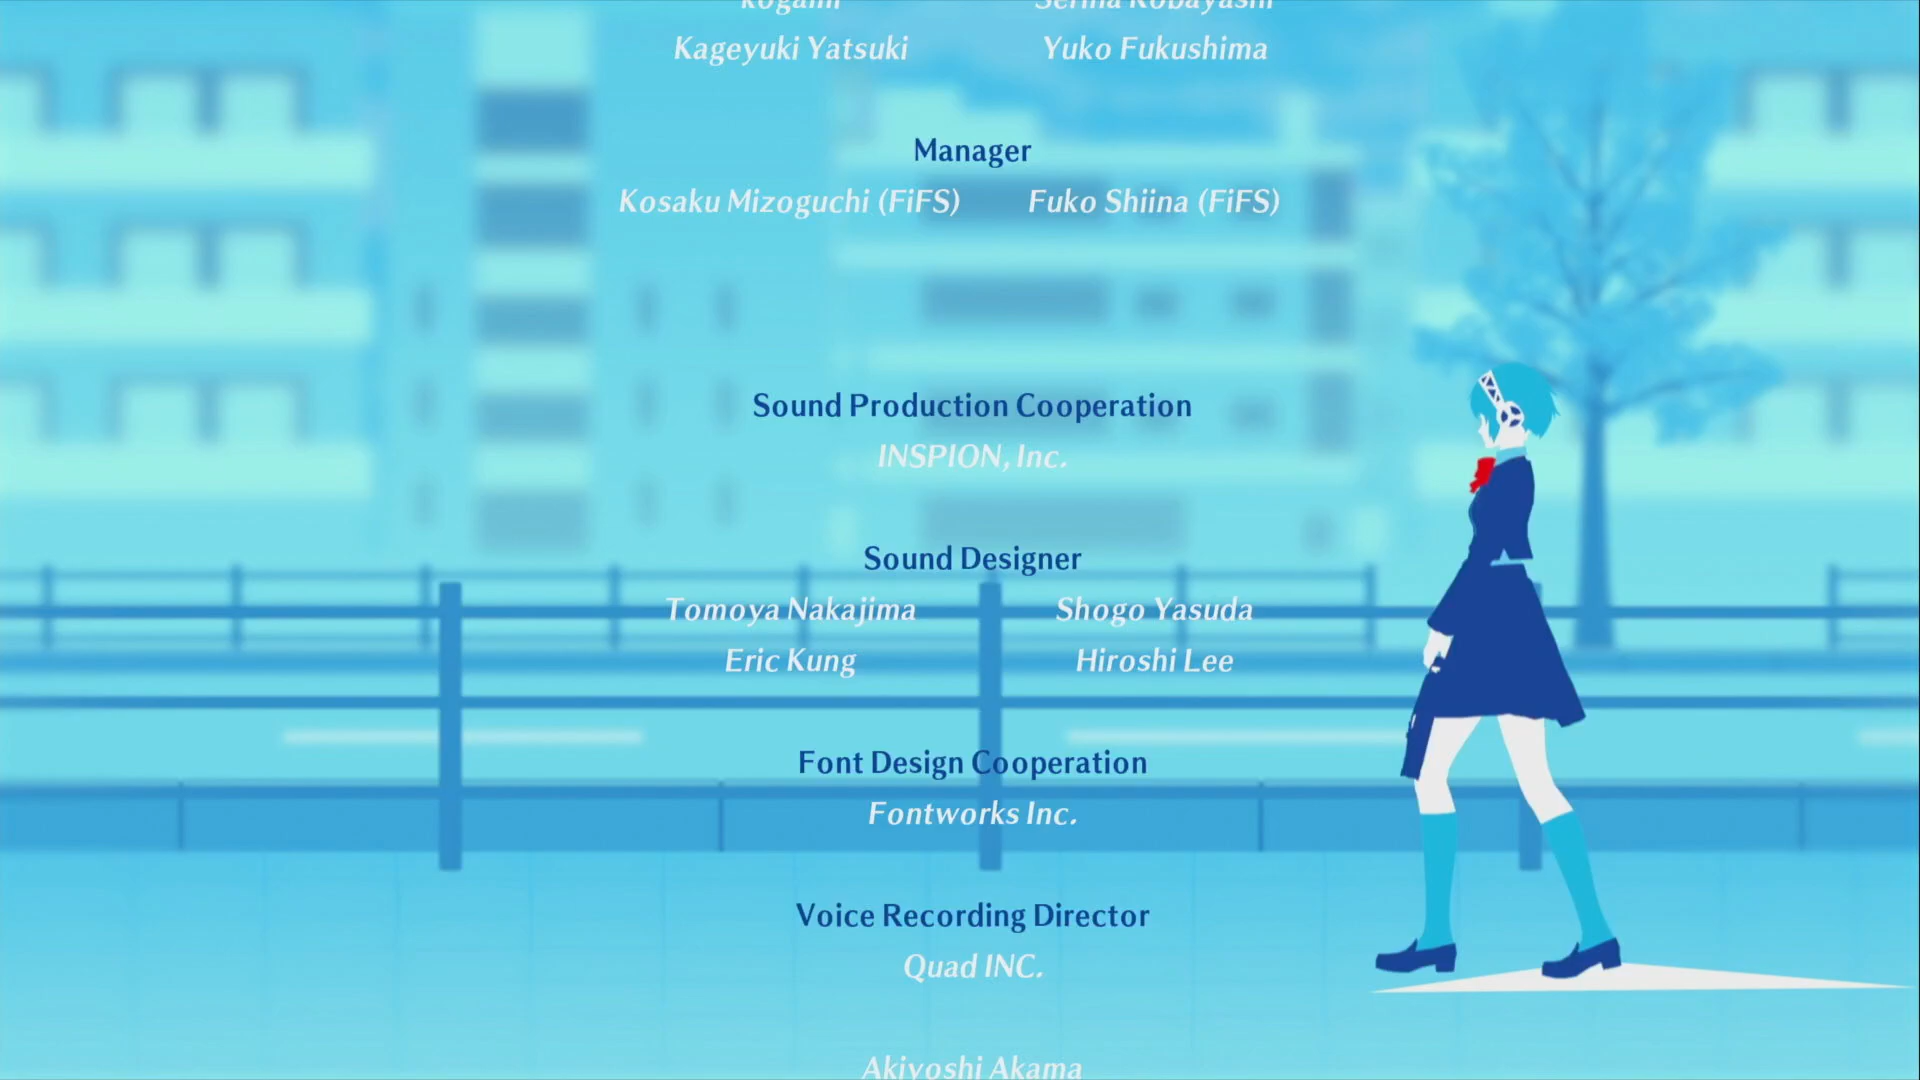 Kageyuki Yatsuki Yuko Fukushima
Manager
Kosaku Mizoguchi (FiFS) Fuko Shiina (FiFS)
Sound Production Cooperation
INSPION, Inc.
Sound Designer
Tomoya Nakajima Shogo Yasuda
Eric Kung Hiroshi Lee
Font Design Cooperation
Fontworks Inc.
Voice Recording Director
Quad INC.
Akiyoshi Akama